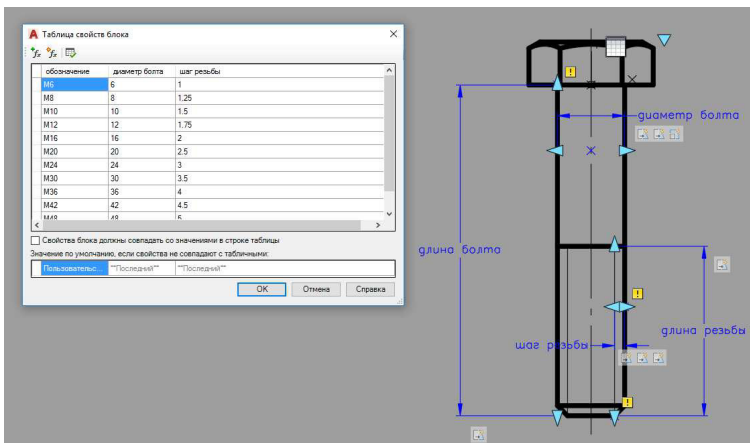 Таблица свойств блока
обозначение диаметр болта шаг резьбы
M6 6 1
M8 8 1.25
M10 10 1.5
M12 12 1.75
M16 16 2
M20 20 2.5
M24 24 3
M30 30 3.5
M36 36 4
M42 42 4.5
M48 48 5
Свойства блока должны совпадать со значениями в строке таблицы
Значение по умолчанию, если свойства не совпадают с табличными:
Пользовательс... **Последний** **Последний**
OK Отмена Справка
диаметр болта
длина болта
шаг резьбы
длина резьбы